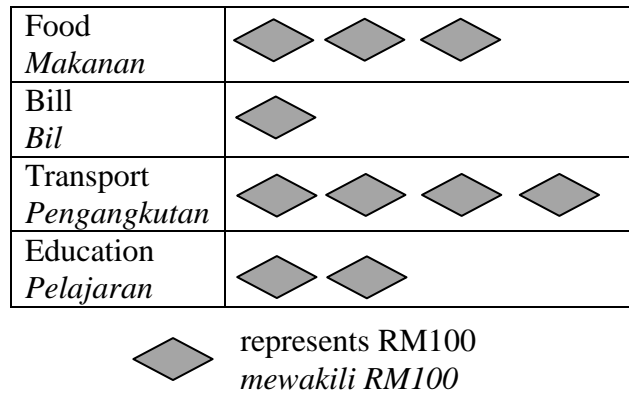 Food
Makanan
Bill
Bil
Transport
Pengangkutan
Education
Pelajaran
represents RM100
mewakili RM100